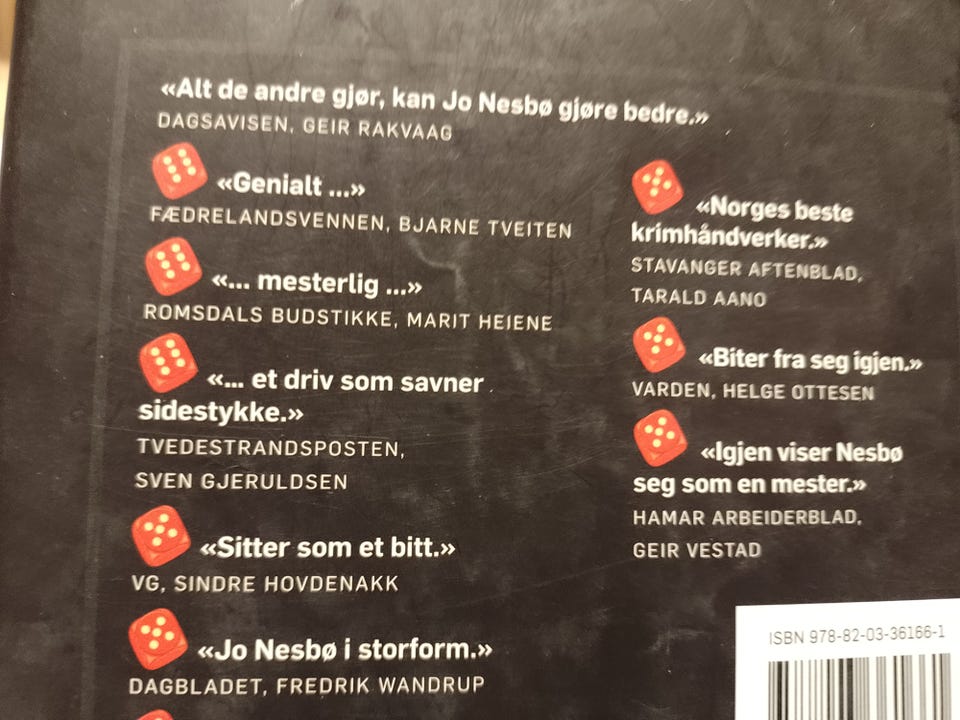 «Alt de andre gjør, kan Jo Nesbø gjøre bedre.»
DAGSAVISEN, GEIR RAKVAAG
«Genialt ...»
FÆDRELANDSVENNEN, BJARNE TVEITEN
«... mesterlig ...»
ROMSDALS BUDSTIKKE, MARIT HEIENE
«... et driv som savner
sidestykke.»
TVEDESTRANDSPOSTEN,
SVEN GJERULDSEN
«Sitter som et bitt.»
VG, SINDRE HOVDENAKK
«Jo Nesbø i storform.»
DAGBLADET, FREDRIK WANDRUP
«Norges beste
krimhåndverker.»
STAVANGER AFTENBLAD,
TARALD AANO
«Biter fra seg igjen.»
VARDEN, HELGE OTTESEN
«Igjen viser Nesbø
seg som en mester.»
HAMAR ARBEIDERBLAD,
GEIR VESTAD
ISBN 978-82-03-36166-1